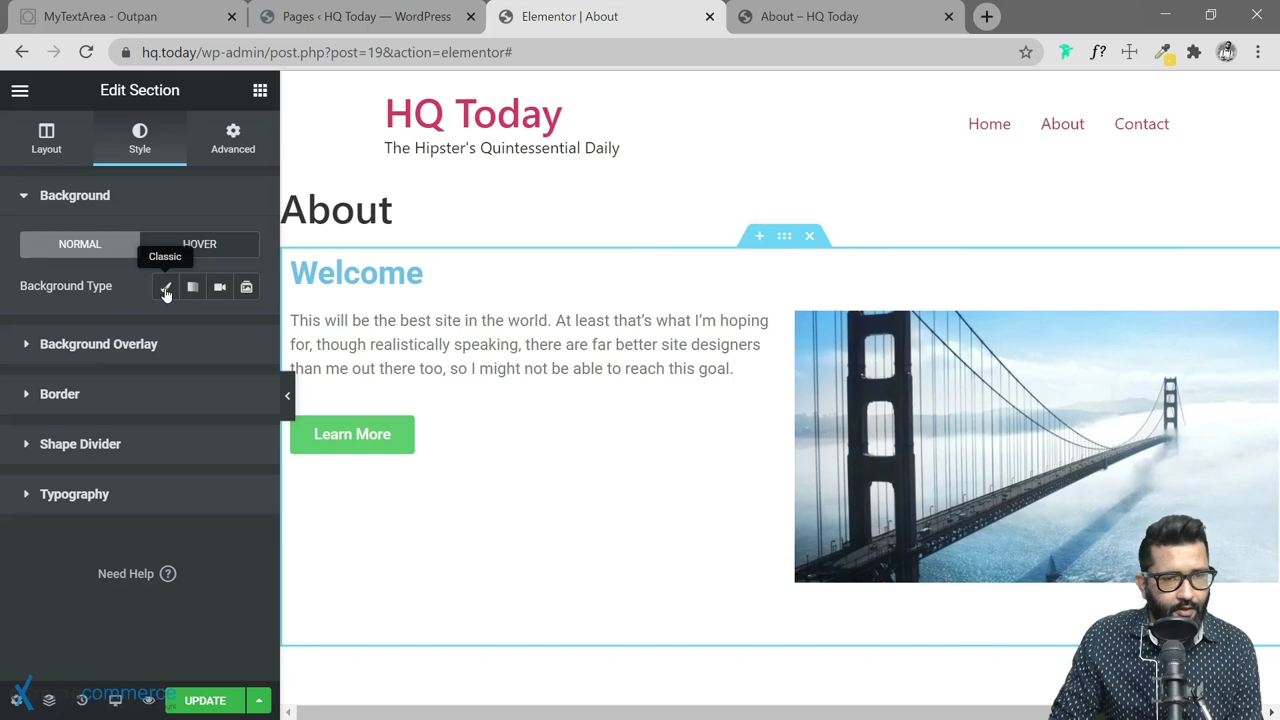 MyTextArea - Outpan
Pages ‹ HQ Today — WordPress
Elementor | About
About – HQ Today
hq.today/wp-admin/post.php?post=19&action=elementor#
f?
Edit Section
Layout
Style
Advanced
Background
NORMAL
HOVER
Classic
Background Type
Background Overlay
Border
Shape Divider
Typography
Need Help ?
commerce
UPDATE
HQ Today
The Hipster's Quintessential Daily
Home
About
Contact
About
Welcome
This will be the best site in the world. At least that’s what I’m hoping
for, though realistically speaking, there are far better site designers
than me out there too, so I might not be able to reach this goal.
Learn More